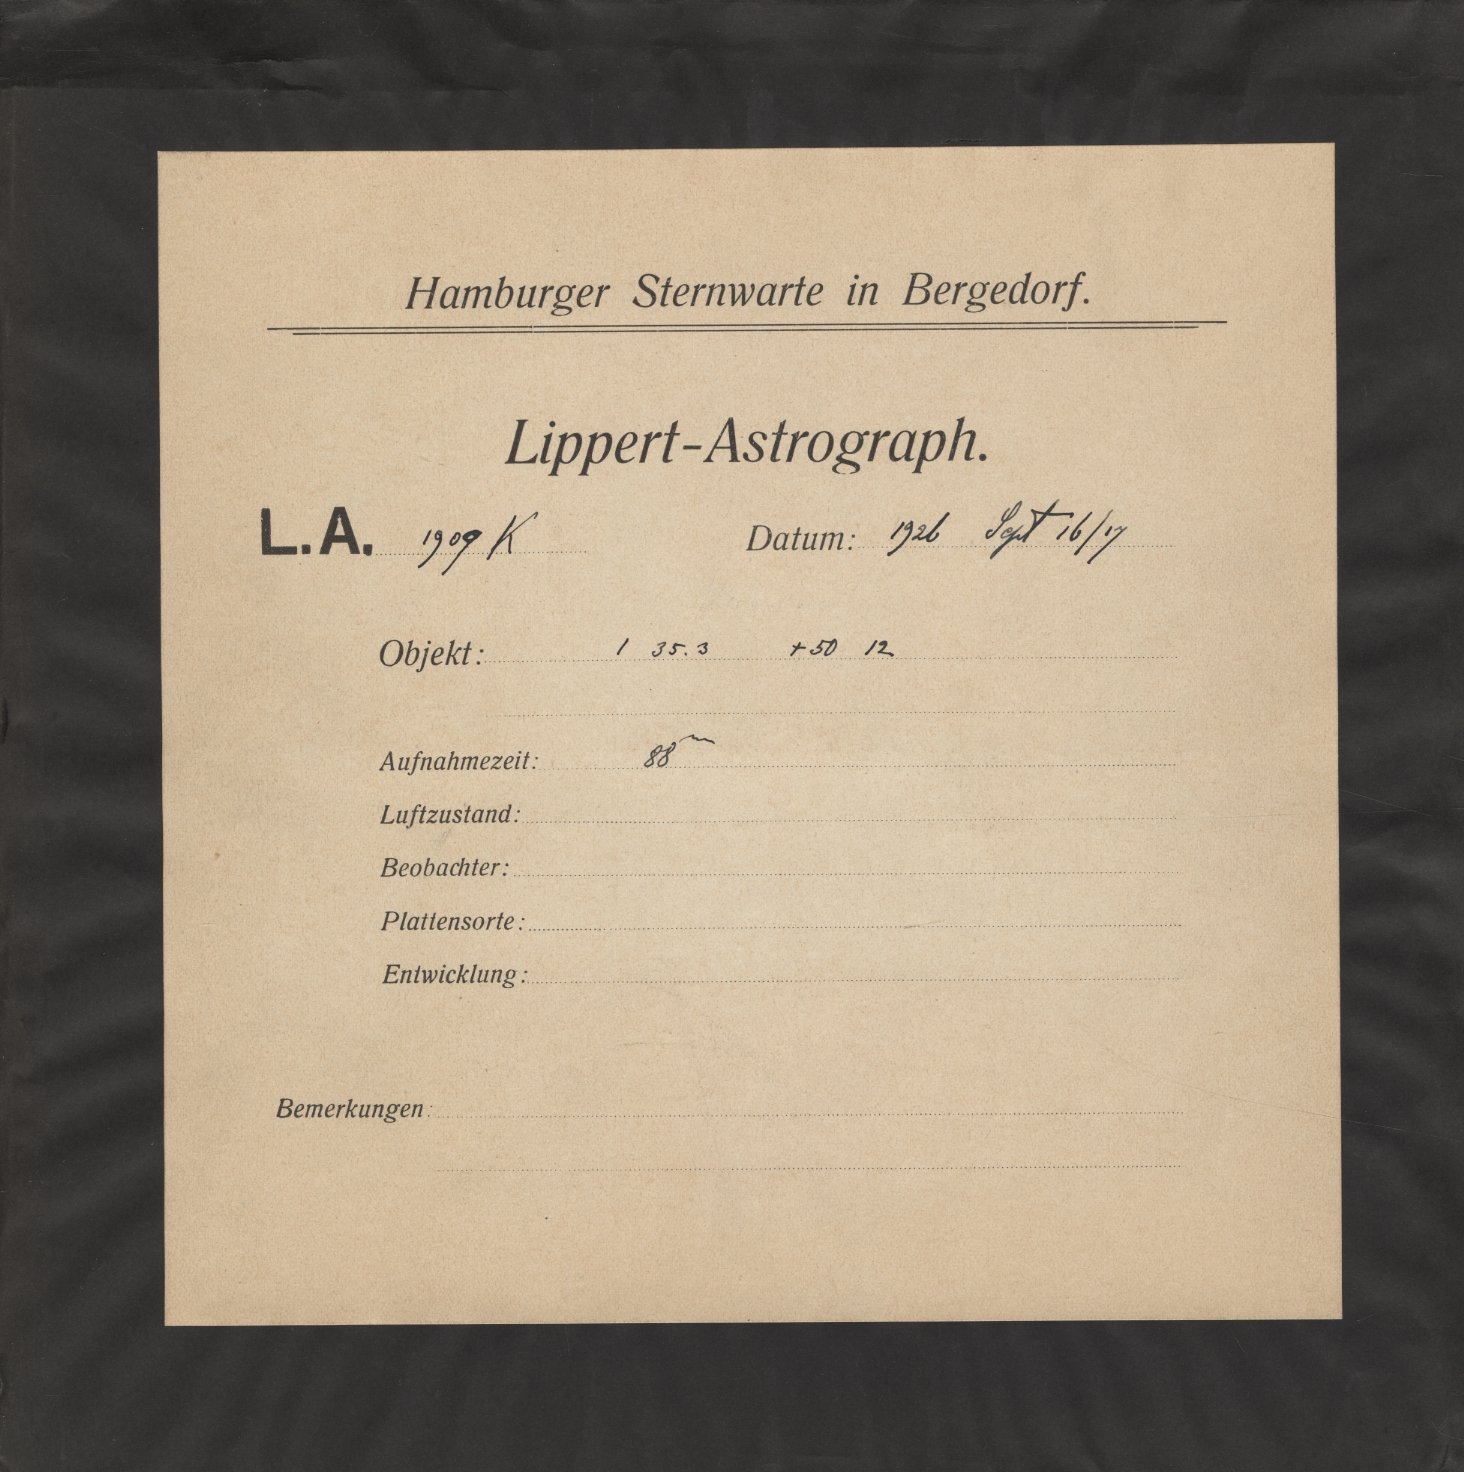 Hamburger Sternwarte in Bergedorf.
Lippert-Astrograph.
L.A. 1909 K Datum: 1926 Sept 16/17
Objekt: 1 35.3 +50 12
Aufnahmezeit: 88m
Luftzustand:
Beobachter:
Plattensorte:
Entwicklung:
Bemerkungen: